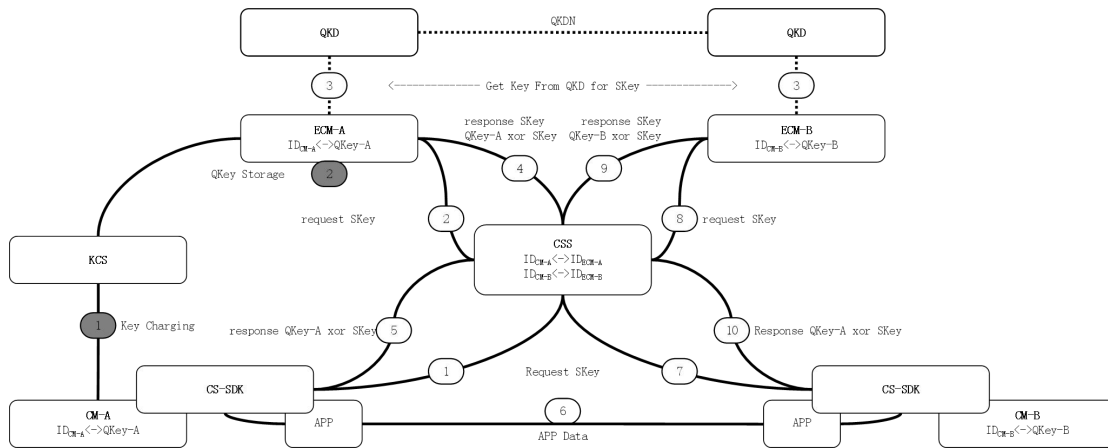 QKDN
QKD
QKD
3
<------------- Get Key From QKD for SKey ------------->
3
ECM-A
ID_CM-A<->QKey-A
response SKey
QKey-A xor SKey
response SKey
QKey-B xor SKey
ECM-B
ID_CM-B<->QKey-B
QKey Storage
2
4
9
request SKey
2
8
request SKey
KCS
CSS
ID_CM-A<->ID_ECM-A
ID_CM-B<->ID_ECM-B
1
Key Charging
response QKey-A xor SKey
5
10
Response QKey-A xor SKey
1
Request SKey
7
CS-SDK
CS-SDK
CM-A
ID_CM-A<->QKey-A
APP
6
APP Data
APP
CM-B
ID_CM-B<->QKey-B